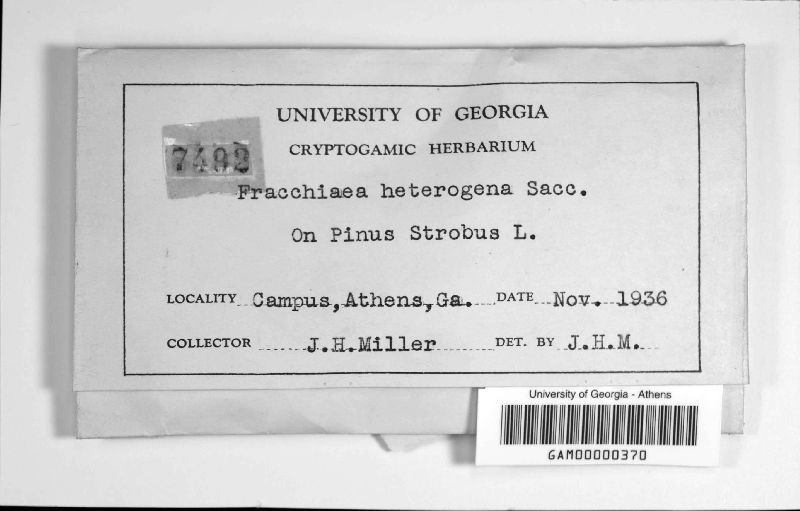 UNIVERSITY OF GEORGIA
CRYPTOGAMIC HERBARIUM
7492
Fracchiaea heterogena Sacc.
On Pinus Strobus L.
LOCALITY Campus, Athens, Ga. DATE Nov. 1936
COLLECTOR J.H.Miller DET. BY J.H.M.
University of Georgia - Athens
GAM00000370